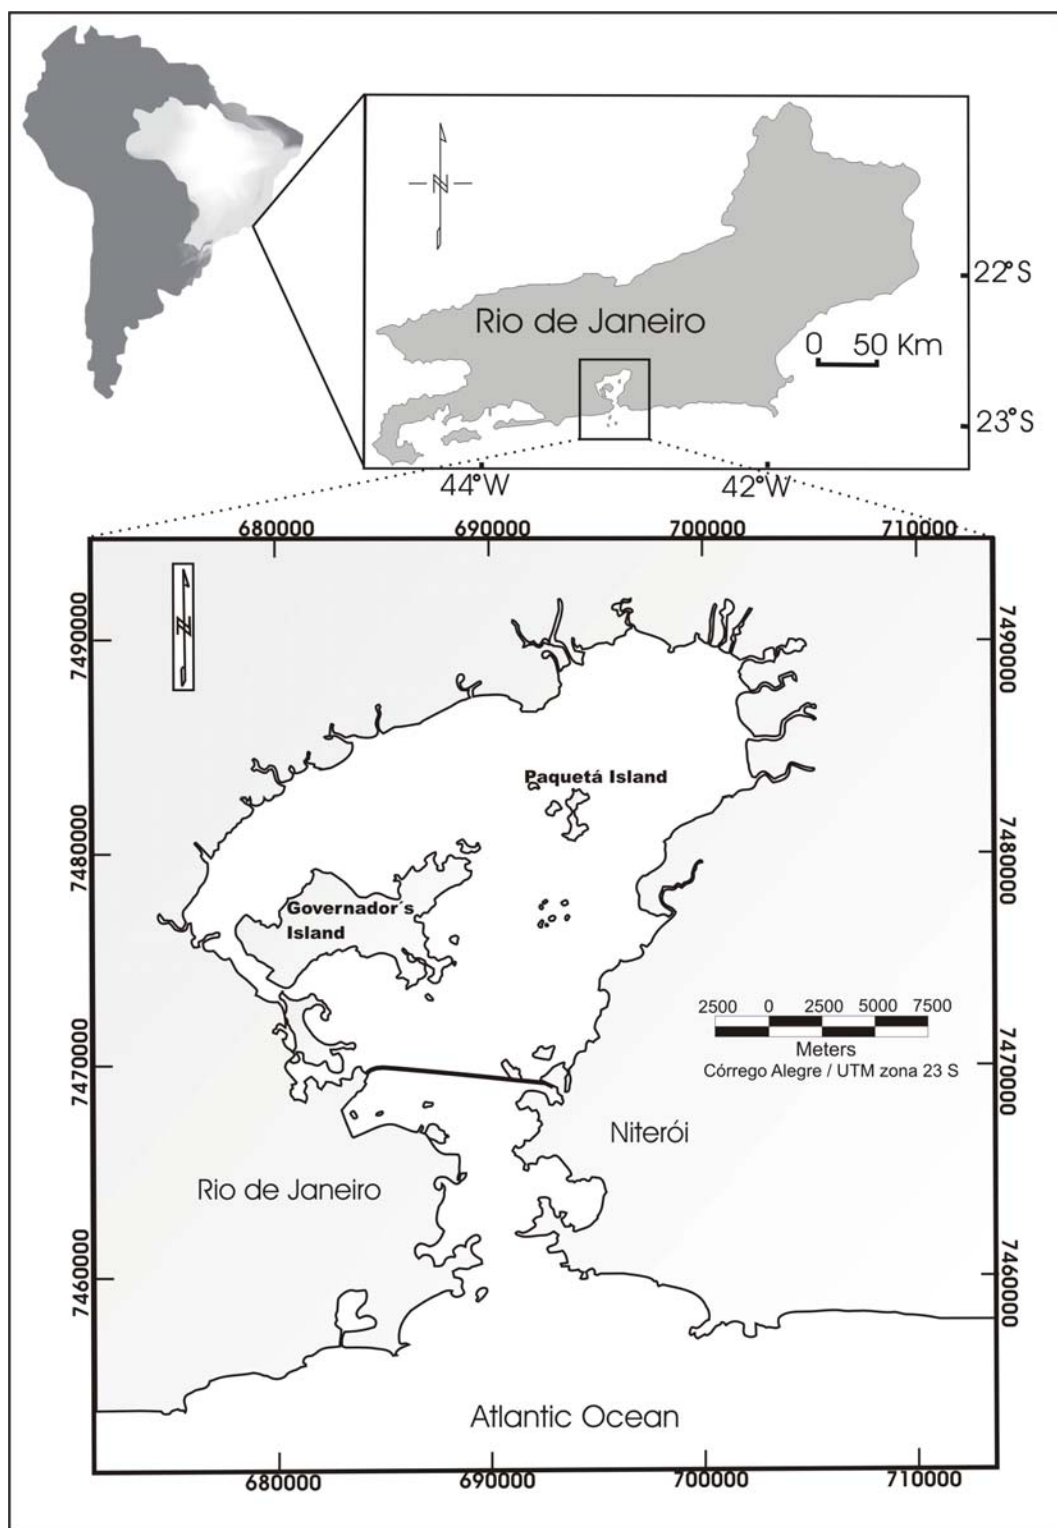 N
22°S
Rio de Janeiro
0 50 Km
23°S
44°W 42°W
680000 690000 700000 710000
N
7490000 7490000
Paquetá Island
7480000 7480000
Governador´s
Island
2500 0 2500 5000 7500
Meters
Córrego Alegre / UTM zona 23 S
7470000 7470000
Niterói
Rio de Janeiro
7460000 7460000
Atlantic Ocean
680000 690000 700000 710000